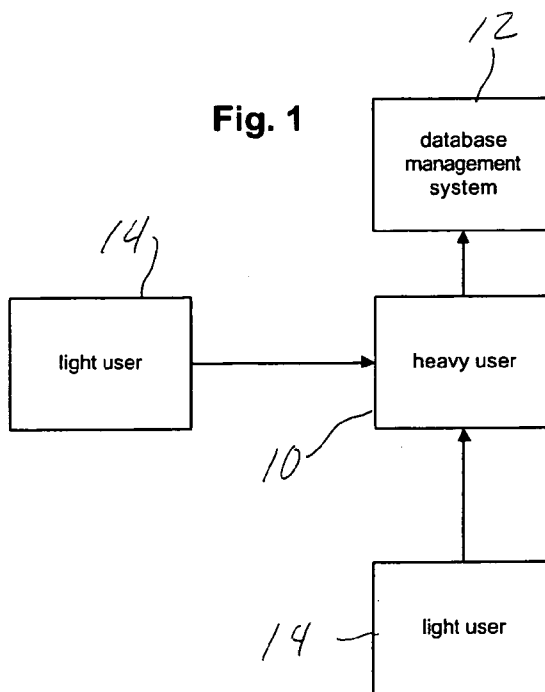 12
Fig. 1
database
management
system
14
light user
heavy user
10
14
light user